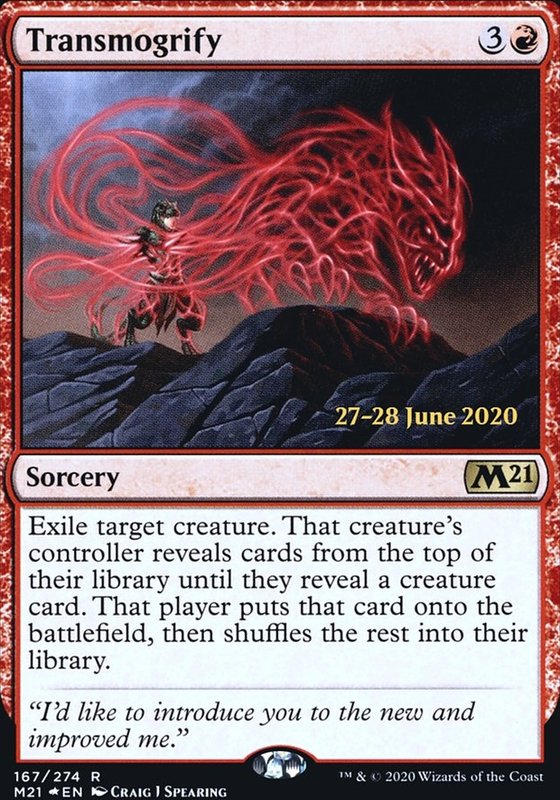 Transmogrify 3
27–28 June 2020
Sorcery M21
Exile target creature. That creature's
controller reveals cards from the top of
their library until they reveal a creature
card. That player puts that card onto the
battlefield, then shuffles the rest into their
library.
“I'd like to introduce you to the new and
improved me.”
167/274 R ™ & © 2020 Wizards of the Coast
M21 ★ EN Craig J Spearing